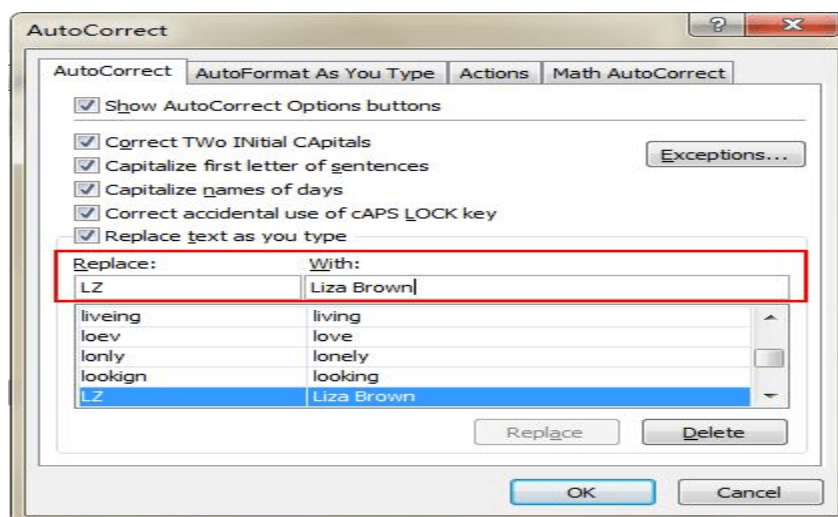 AutoCorrect
AutoCorrect AutoFormat As You Type Actions Math AutoCorrect
Show AutoCorrect Options buttons
Correct TWo INitial CApitals
Exceptions...
Capitalize first letter of sentences
Capitalize names of days
Correct accidental use of cAPS LOCK key
Replace text as you type
Replace: With:
LZ Liza Brown
liveing living
loev love
lonly lonely
lookign looking
LZ Liza Brown
Replace Delete
OK Cancel